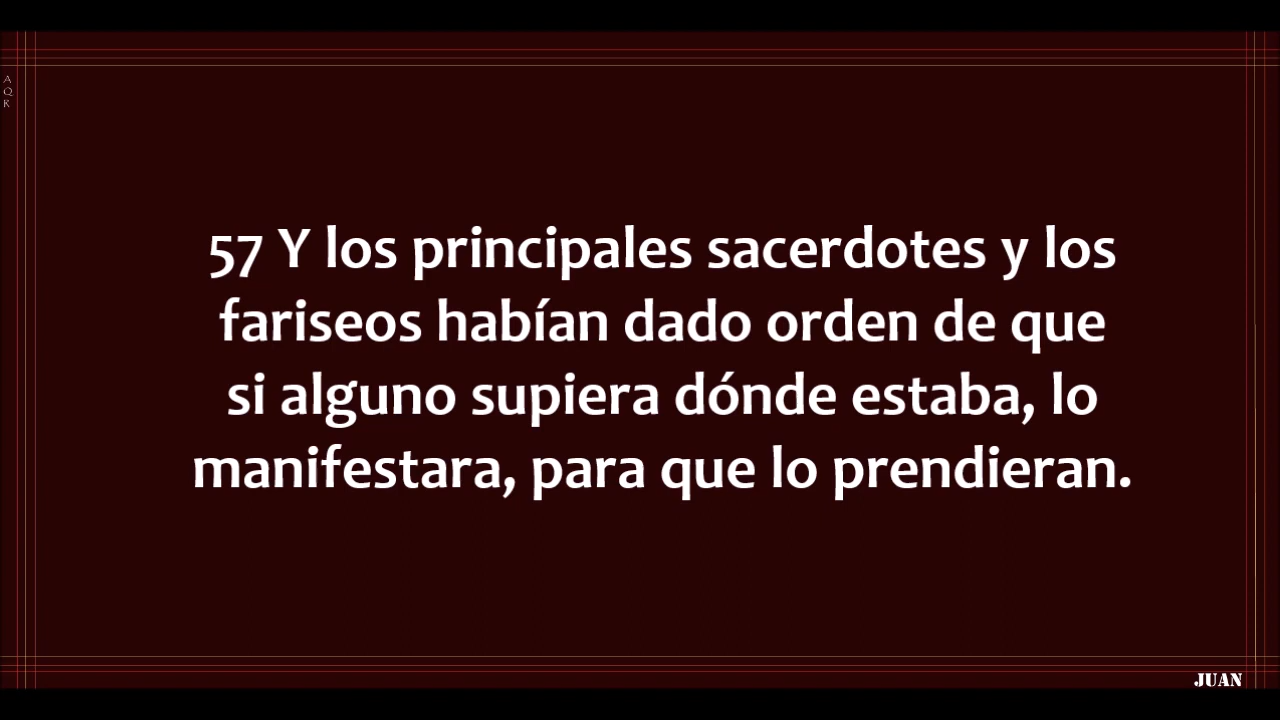 A
Q
R
57 Y los principales sacerdotes y los
fariseos habían dado orden de que
si alguno supiera dónde estaba, lo
manifestara, para que lo prendieran.
JUAN